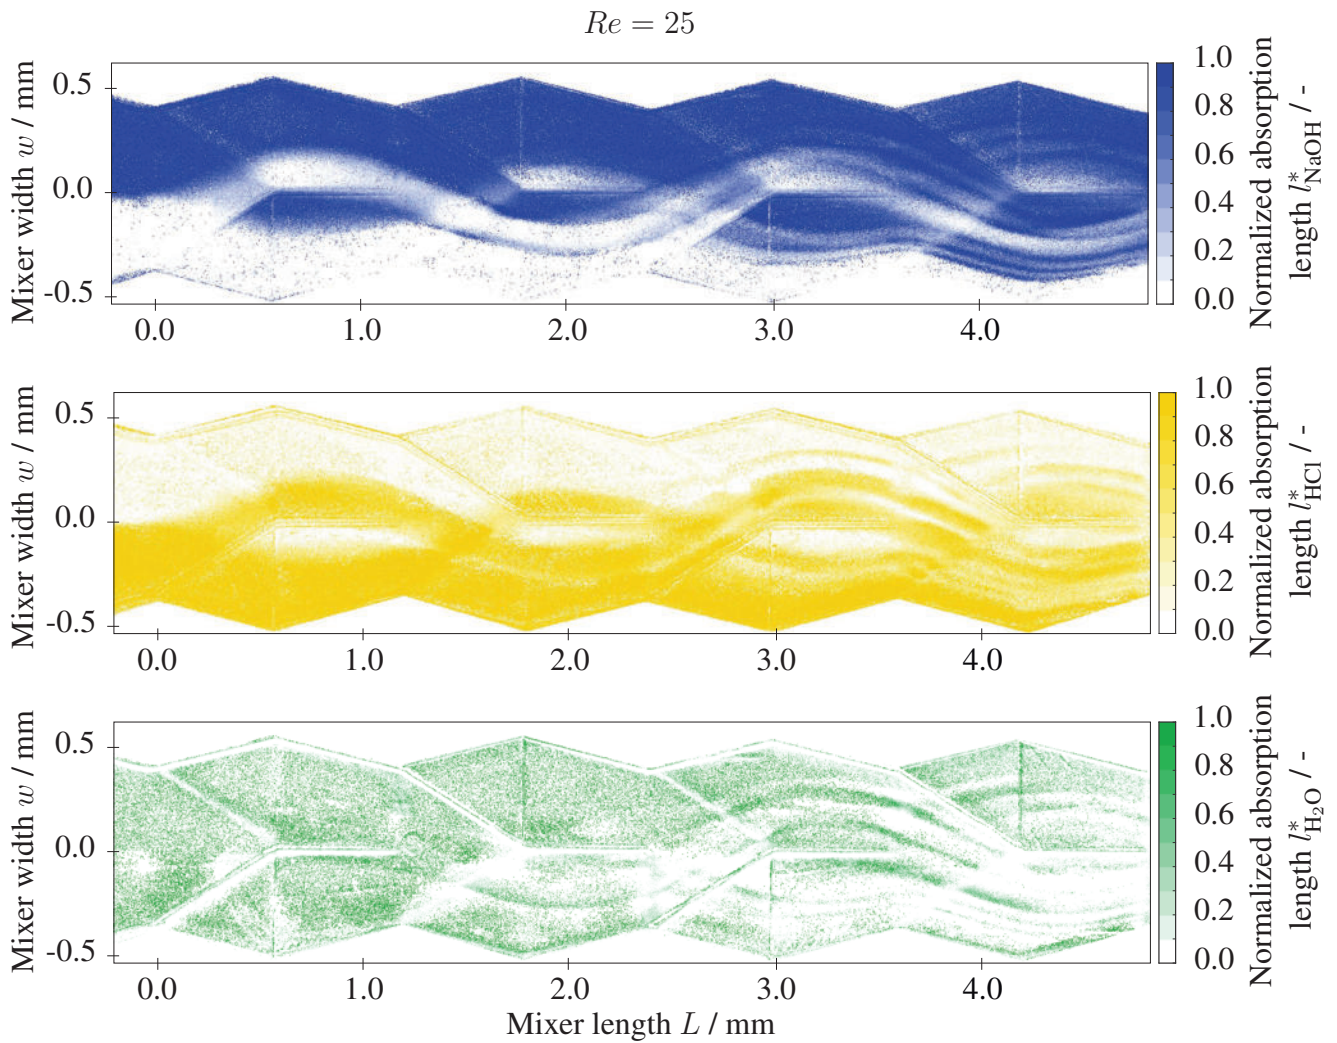 Re = 25
Mixer width w / mm
0.5
0.0
-0.5
0.0 1.0 2.0 3.0 4.0
1.0
0.8
0.6
0.4
0.2
0.0
Normalized absorption
length l*NaOH / -
Mixer width w / mm
0.5
0.0
-0.5
0.0 1.0 2.0 3.0 4.0
1.0
0.8
0.6
0.4
0.2
0.0
Normalized absorption
length l*HCl / -
Mixer width w / mm
0.5
0.0
-0.5
0.0 1.0 2.0 3.0 4.0
1.0
0.8
0.6
0.4
0.2
0.0
Normalized absorption
length l*H₂O / -
Mixer length L / mm